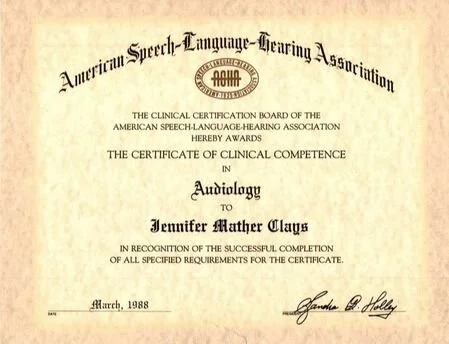 American Speech-Language-Hearing Association
ASHA
THE CLINICAL CERTIFICATION BOARD OF THE
AMERICAN SPEECH-LANGUAGE-HEARING ASSOCIATION
HEREBY AWARDS
THE CERTIFICATE OF CLINICAL COMPETENCE
IN
Audiology
TO
Jennifer Mather Clays
IN RECOGNITION OF THE SUCCESSFUL COMPLETION
OF ALL SPECIFIED REQUIREMENTS FOR THE CERTIFICATE.
March, 1988
DATE
PRESIDENT